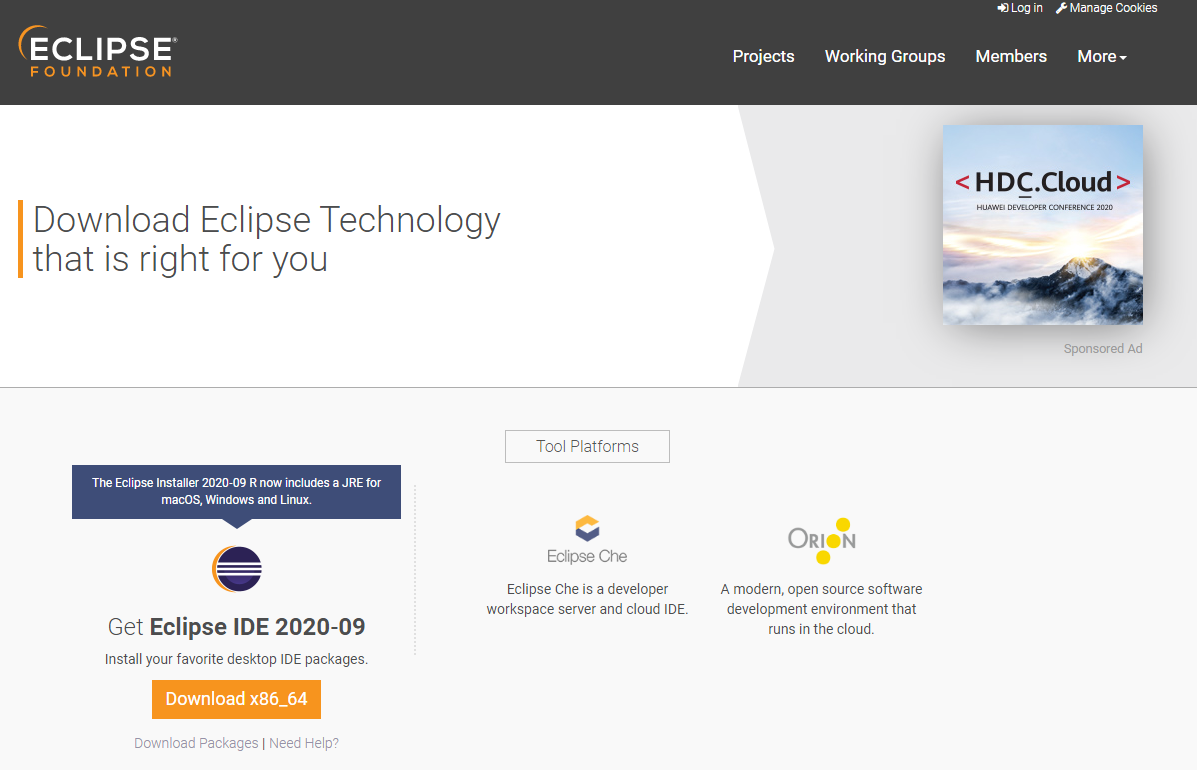 Log in Manage Cookies
ECLIPSE®
FOUNDATION
Projects Working Groups Members More
Download Eclipse Technology
that is right for you
<HDC.Cloud>
HUAWEI DEVELOPER CONFERENCE 2020
Sponsored Ad
Tool Platforms
The Eclipse Installer 2020-09 R now includes a JRE for
macOS, Windows and Linux.
Get Eclipse IDE 2020-09
Install your favorite desktop IDE packages.
Download x86_64
Download Packages | Need Help?
Eclipse Che
Eclipse Che is a developer
workspace server and cloud IDE.
ORION
A modern, open source software
development environment that
runs in the cloud.